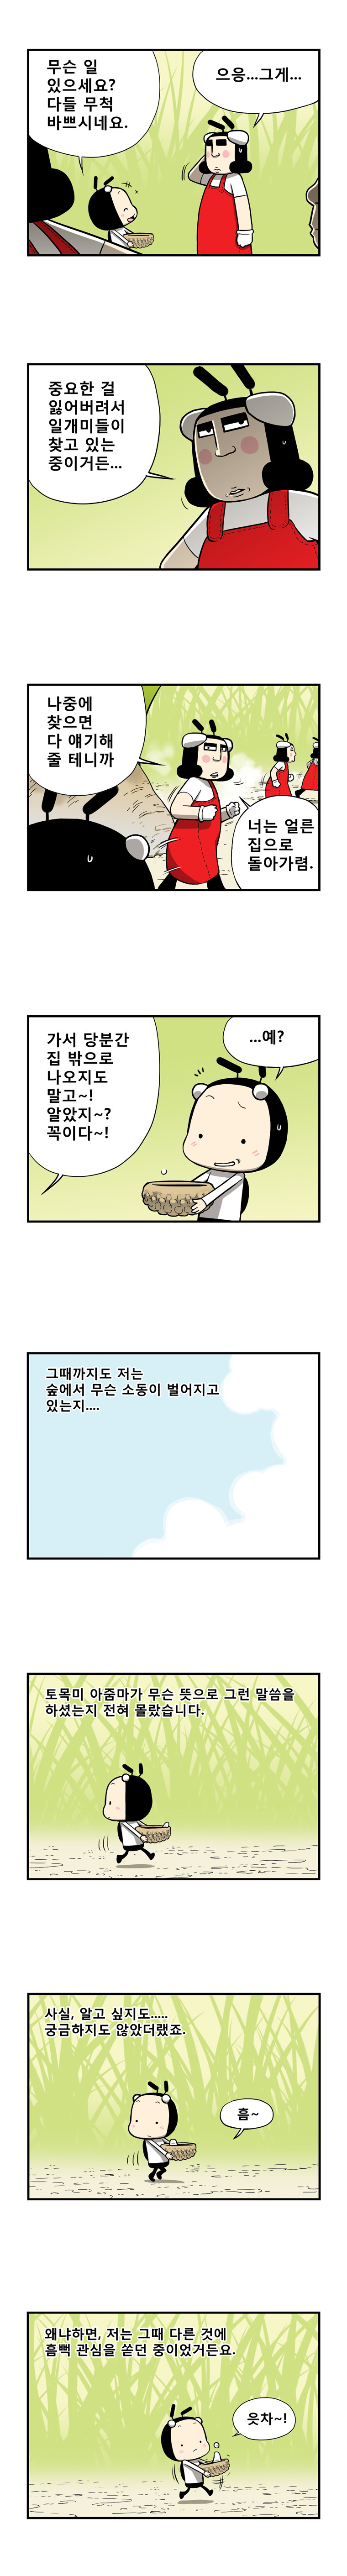 무슨 일
있으세요?
다들 무척
바쁘시네요.
으응...그게...
중요한 걸
잃어버려서
일개미들이
찾고 있는
중이거든...
나중에
찾으면
다 얘기해
줄 테니까
너는 얼른
집으로
돌아가렴.
...예?
가서 당분간
집 밖으로
나오지도
말고~!
알았지~?
꼭이다~!
그때까지도 저는
숲에서 무슨 소동이 벌어지고
있는지....
토목미 아줌마가 무슨 뜻으로 그런 말씀을
하셨는지 전혀 몰랐습니다.
사실, 알고 싶지도.....
궁금하지도 않았더랬죠.
흠~
왜냐하면, 저는 그때 다른 것에
흠뻑 관심을 쏟던 중이었거든요.
읏차~!